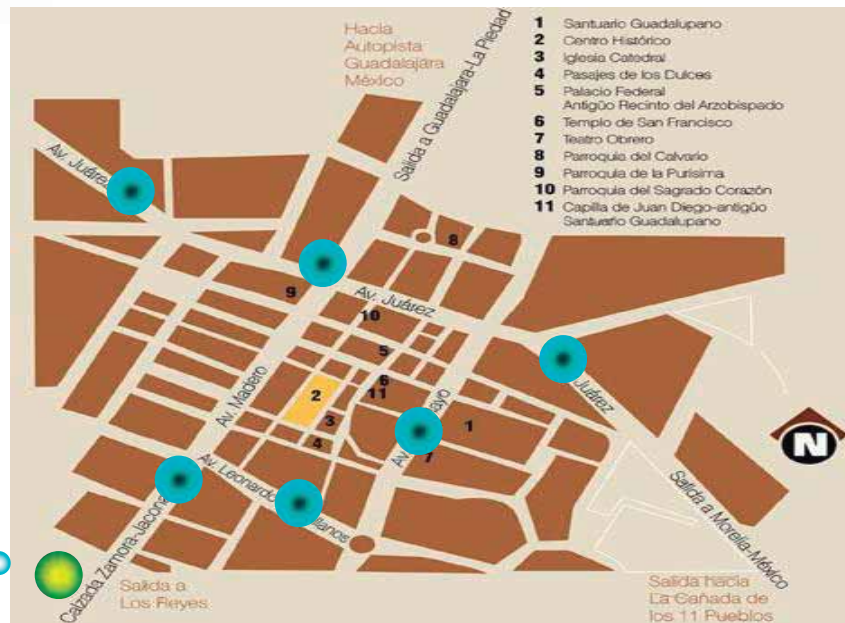 Hacia
Autopista
Guadalajara
México
Salida a Guadalajara-La Piedad
1 Santuario Guadalupano
2 Centro Histórico
3 Iglesia Catedral
4 Pasajes de los Dulces
5 Palacio Federal
Antigüo Recinto del Arzobispado
6 Templo de San Francisco
7 Teatro Obrero
8 Parroquia del Calvario
9 Parroquia de la Purísima
10 Parroquia del Sagrado Corazón
11 Capilla de Juan Diego-antigüo
Santuario Guadalupano
Av. Juárez
8
9
Av. Juárez
10
5
6
11
2
3
4
1
7
Av. Madero
Av.
ayo
Juárez
N
Av. Leonardo
llanos
Calzada Zamora-Jacona
Salida a Morelia-México
Salida a
Los Reyes
Salida hacia
La Cañada de
los 11 Pueblos